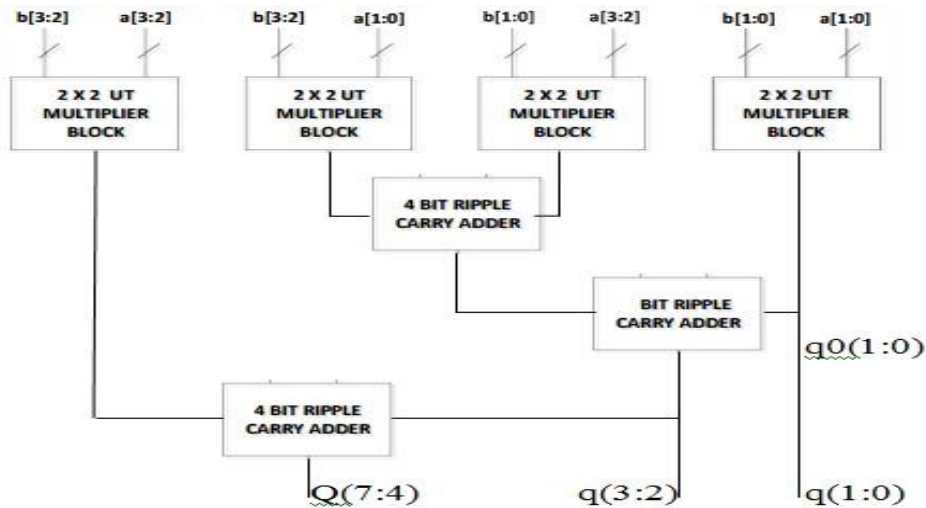 b[3:2] a[3:2] b[3:2] a[1:0] b[1:0] a[3:2] b[1:0] a[1:0]
2 X 2 UT
MULTIPLIER
BLOCK
2 X 2 UT
MULTIPLIER
BLOCK
2 X 2 UT
MULTIPLIER
BLOCK
2 X 2 UT
MULTIPLIER
BLOCK
4 BIT RIPPLE
CARRY ADDER
BIT RIPPLE
CARRY ADDER
q0(1:0)
4 BIT RIPPLE
CARRY ADDER
Q(7:4) q(3:2) q(1:0)